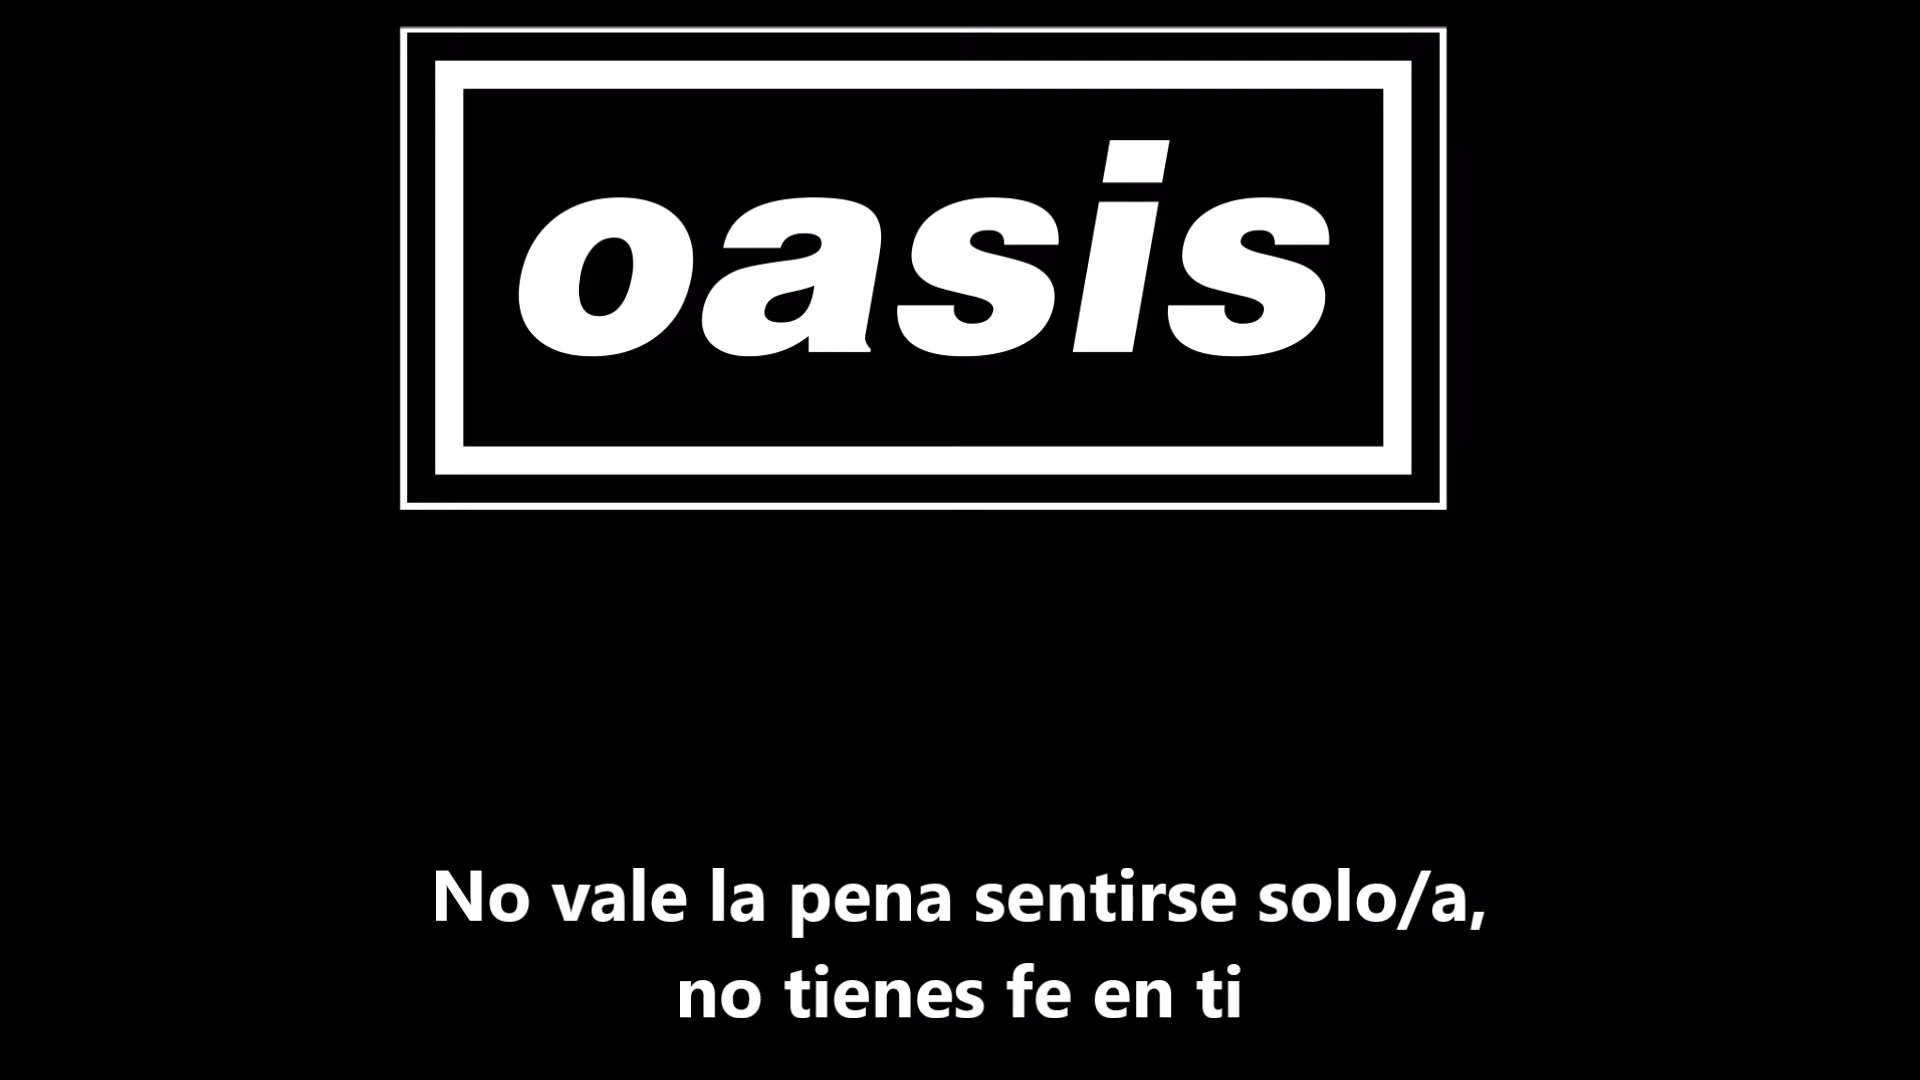 oasis
No vale la pena sentirse solo/a,
no tienes fe en ti